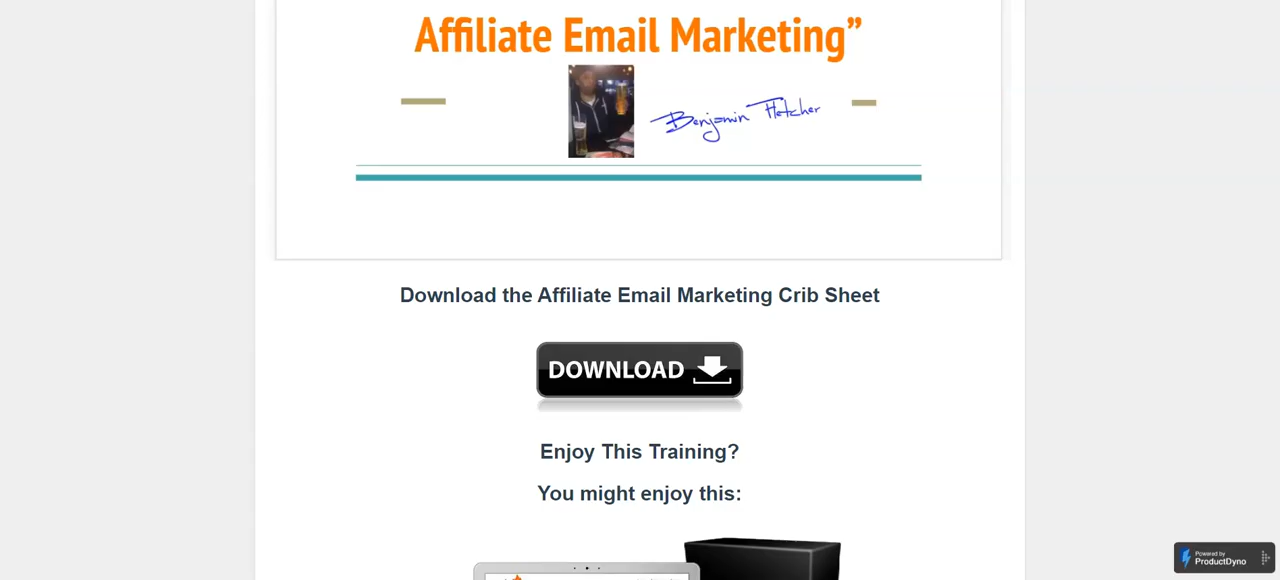 Affiliate Email Marketing”
Benjamin Fletcher
Download the Affiliate Email Marketing Crib Sheet
DOWNLOAD
Enjoy This Training?
You might enjoy this:
Powered by
ProductDyno